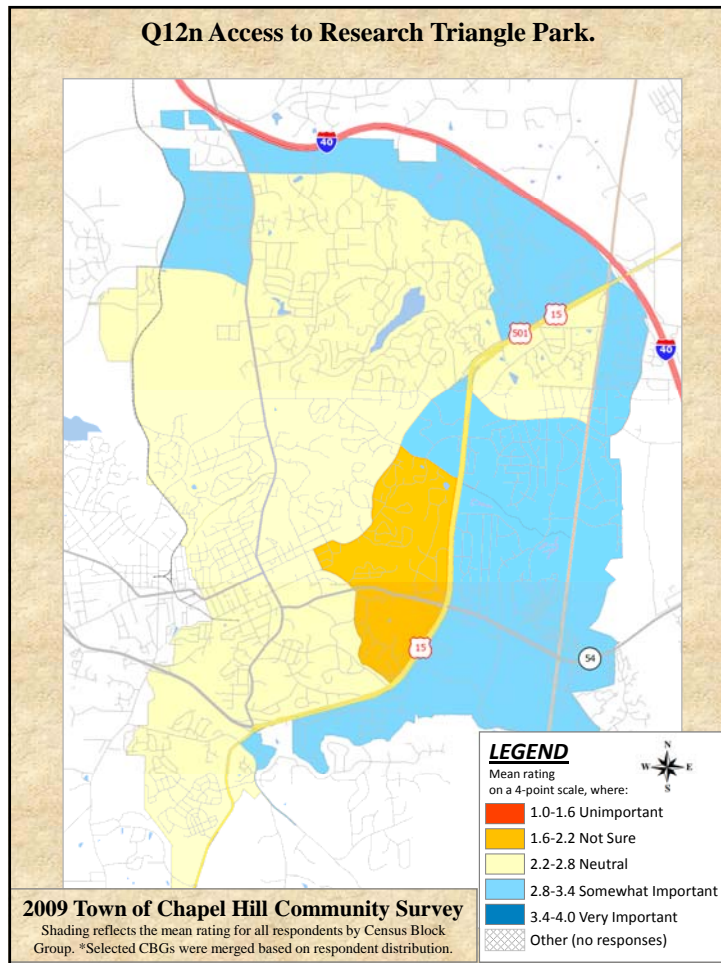 Q12n Access to Research Triangle Park.
40
15
501
40
15
54
LEGEND
Mean rating
on a 4-point scale, where:
N
W E
S
1.0-1.6 Unimportant
1.6-2.2 Not Sure
2.2-2.8 Neutral
2.8-3.4 Somewhat Important
3.4-4.0 Very Important
Other (no responses)
2009 Town of Chapel Hill Community Survey
Shading reflects the mean rating for all respondents by Census Block
Group. *Selected CBGs were merged based on respondent distribution.